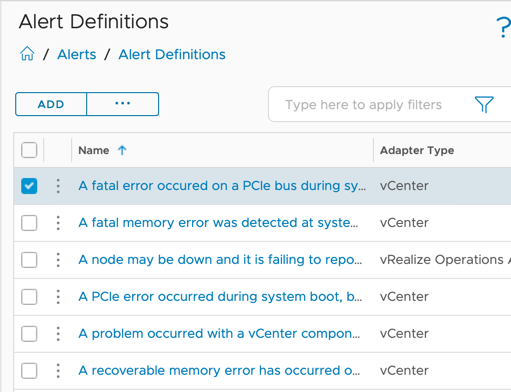 Alert Definitions
?
/ Alerts / Alert Definitions
ADD ...
Type here to apply filters
Name ↑ Adapter Type
A fatal error occured on a PCIe bus during sy... vCenter
A fatal memory error was detected at syste... vCenter
A node may be down and it is failing to repo... vRealize Operations
A PCIe error occurred during system boot, b... vCenter
A problem occurred with a vCenter compon... vCenter
A recoverable memory error has occurred o... vCenter